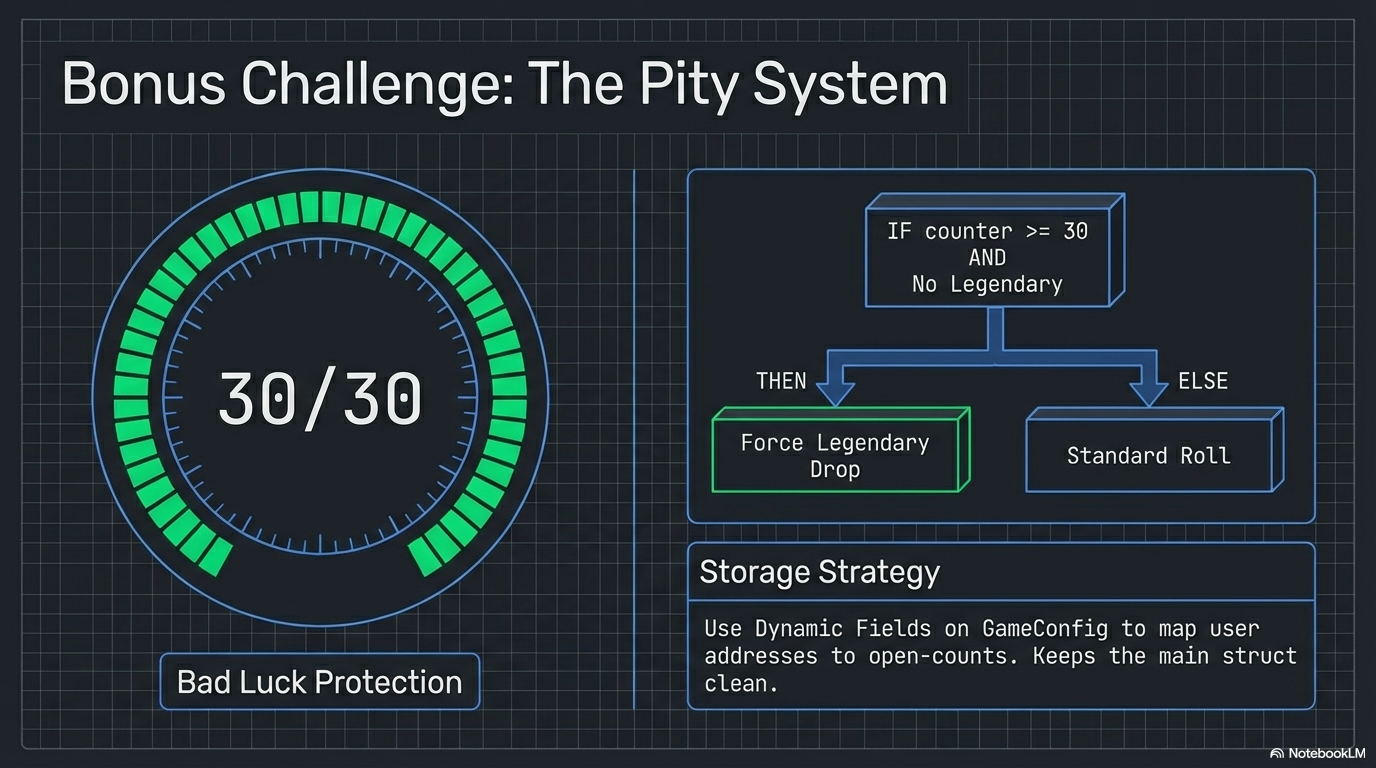 Bonus Challenge: The Pity System
30/30
Bad Luck Protection
IF counter >= 30
AND
No Legendary
THEN
ELSE
Force Legendary
Drop
Standard Roll
Storage Strategy
Use Dynamic Fields on GameConfig to map user
addresses to open-counts. Keeps the main struct
clean.
NotebookLM